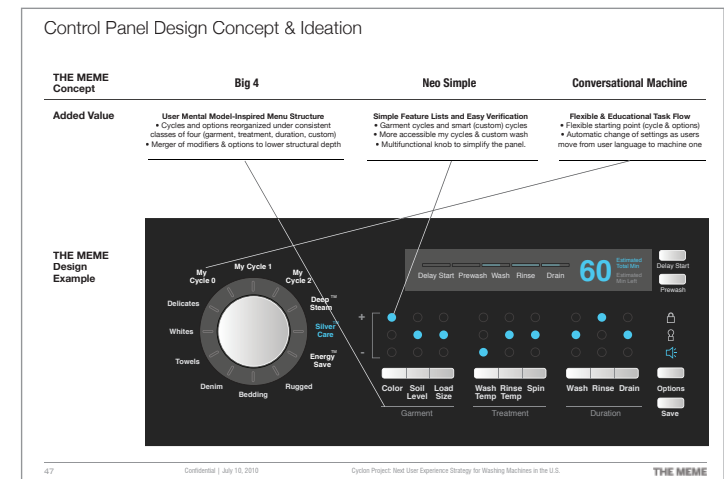 Control Panel Design Concept & Ideation
THE MEME
Concept
Big 4
Neo Simple
Conversational Machine
Added Value
User Mental Model-Inspired Menu Structure
• Cycles and options reorganized under consistent
classes of four (garment, treatment, duration, custom)
• Merger of modifiers & options to lower structural depth
Simple Feature Lists and Easy Verification
• Garment cycles and smart (custom) cycles
• More accessible my cycles & custom wash
• Multifunctional knob to simplify the panel.
Flexible & Educational Task Flow
• Flexible starting point (cycle & options)
• Automatic change of settings as users
move from user language to machine one
THE MEME
Design
Example
My
Cycle 0
My Cycle 1
My
Cycle 2
Deep
Steam™
Silver
Care™
Energy
Save™
Rugged
Bedding
Denim
Towels
Whites
Delicates
Delay Start Prewash Wash Rinse Drain
60
Estimated
Total Min
Estimated
Min Left
Delay Start
Prewash
+
-
Color
Soil
Level
Load
Size
Garment
Wash
Temp
Rinse
Temp
Spin
Treatment
Wash Rinse Drain
Duration
Options
Save
47
Confidential | July 10, 2010
Cyclon Project: Next User Experience Strategy for Washing Machines in the U.S.
THE MEME